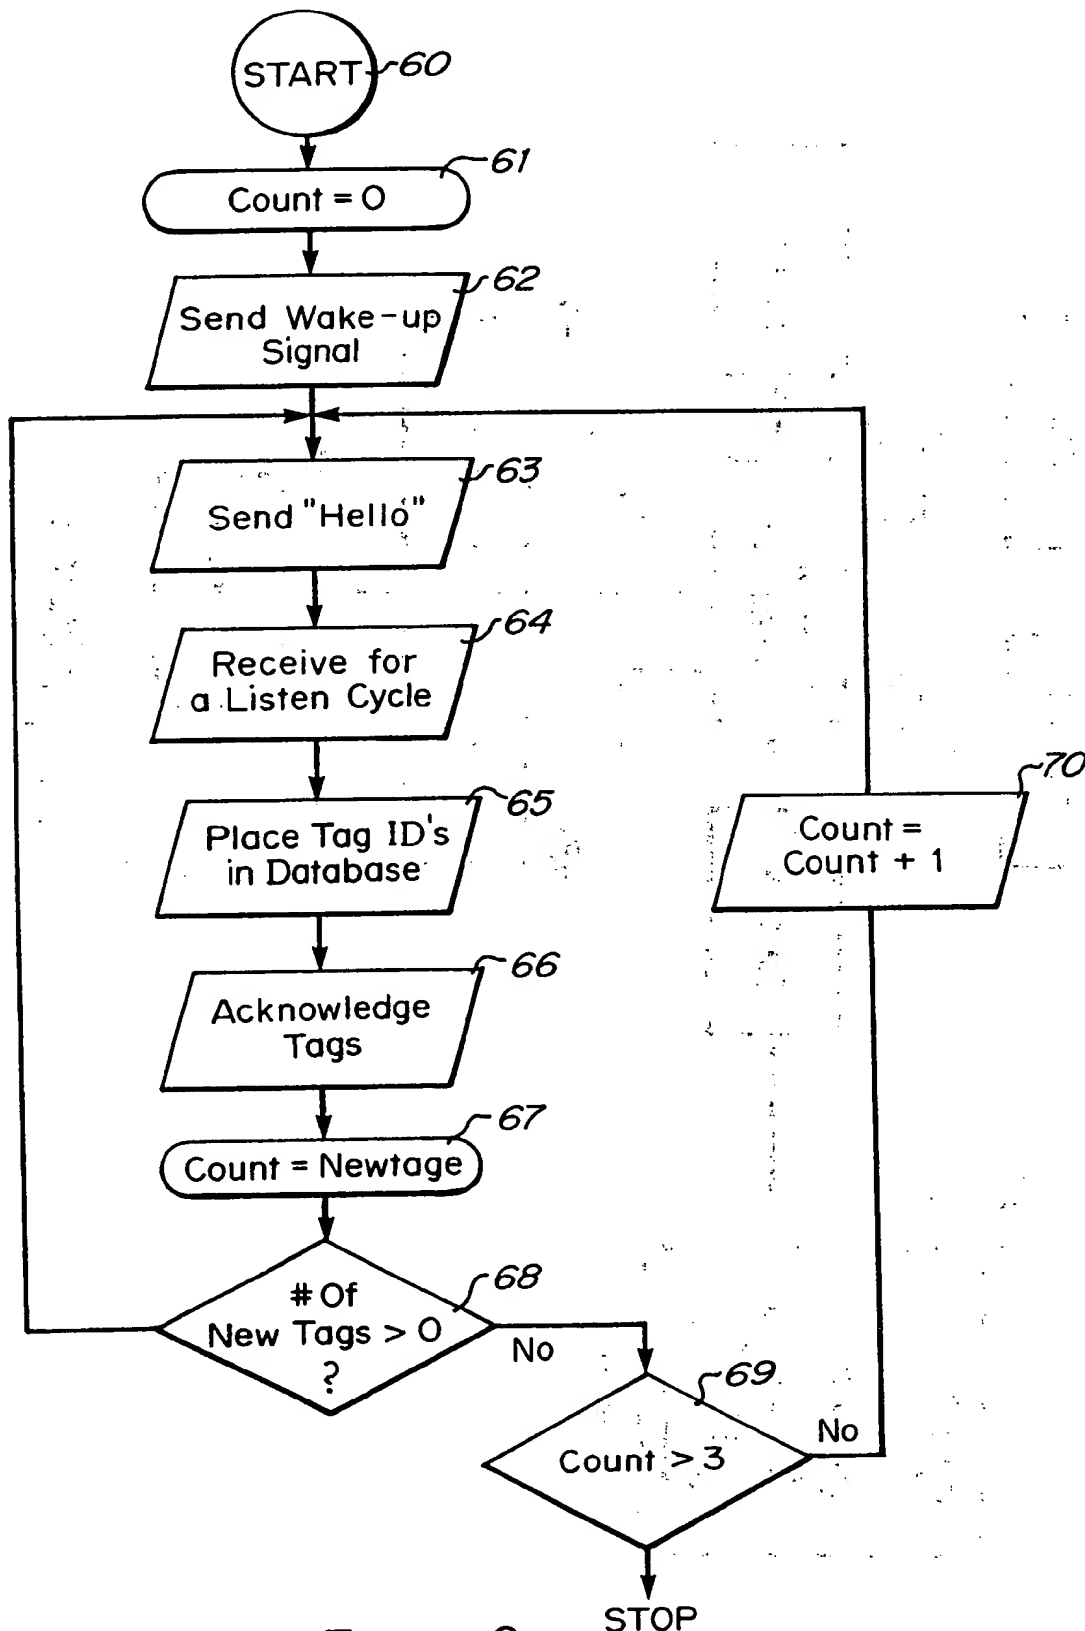 START
60
61
Count = 0
62
Send Wake-up
Signal
63
Send "Hello"
64
Receive for
a Listen Cycle
65
Place Tag ID's
in Database
70
Count =
Count + 1
66
Acknowledge
Tags
67
Count = Newtage
68
# Of
New Tags > 0
?
No
69
Count > 3
No
STOP